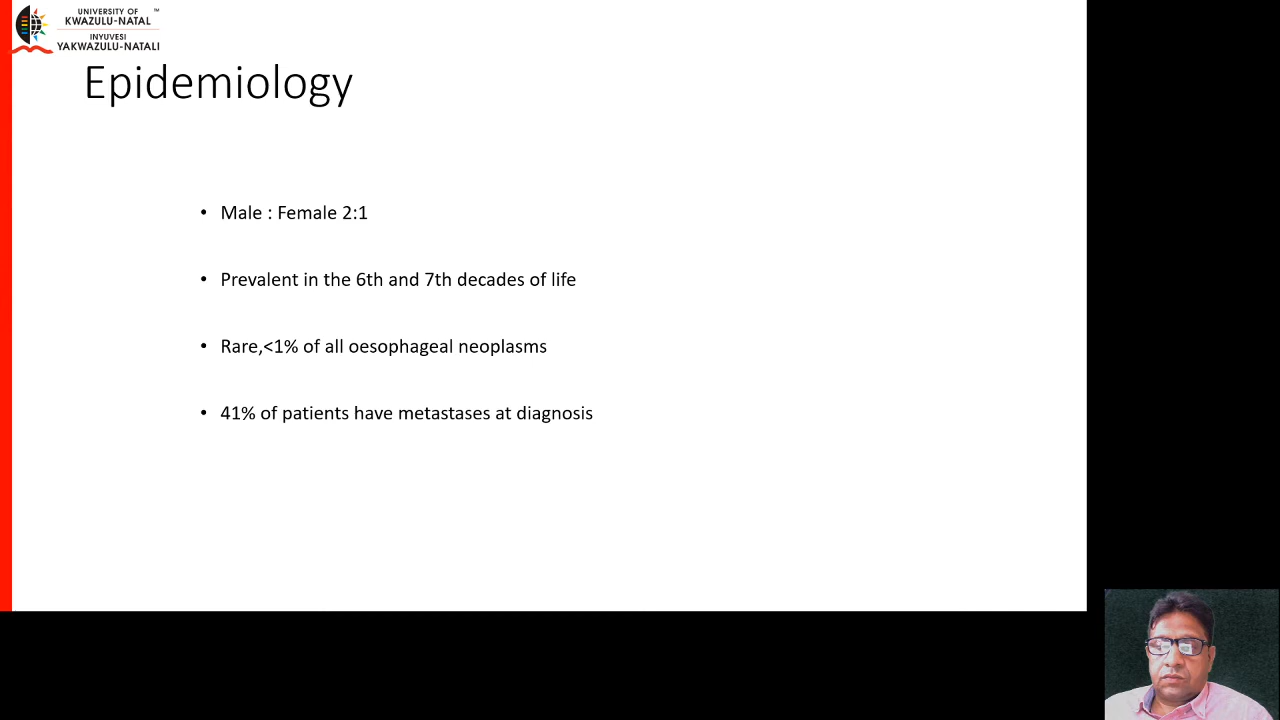 UNIVERSITY OF ™
KWAZULU-NATAL
INYUVESI
YAKWAZULU-NATALI
Epidemiology
• Male : Female 2:1
• Prevalent in the 6th and 7th decades of life
• Rare,<1% of all oesophageal neoplasms
• 41% of patients have metastases at diagnosis